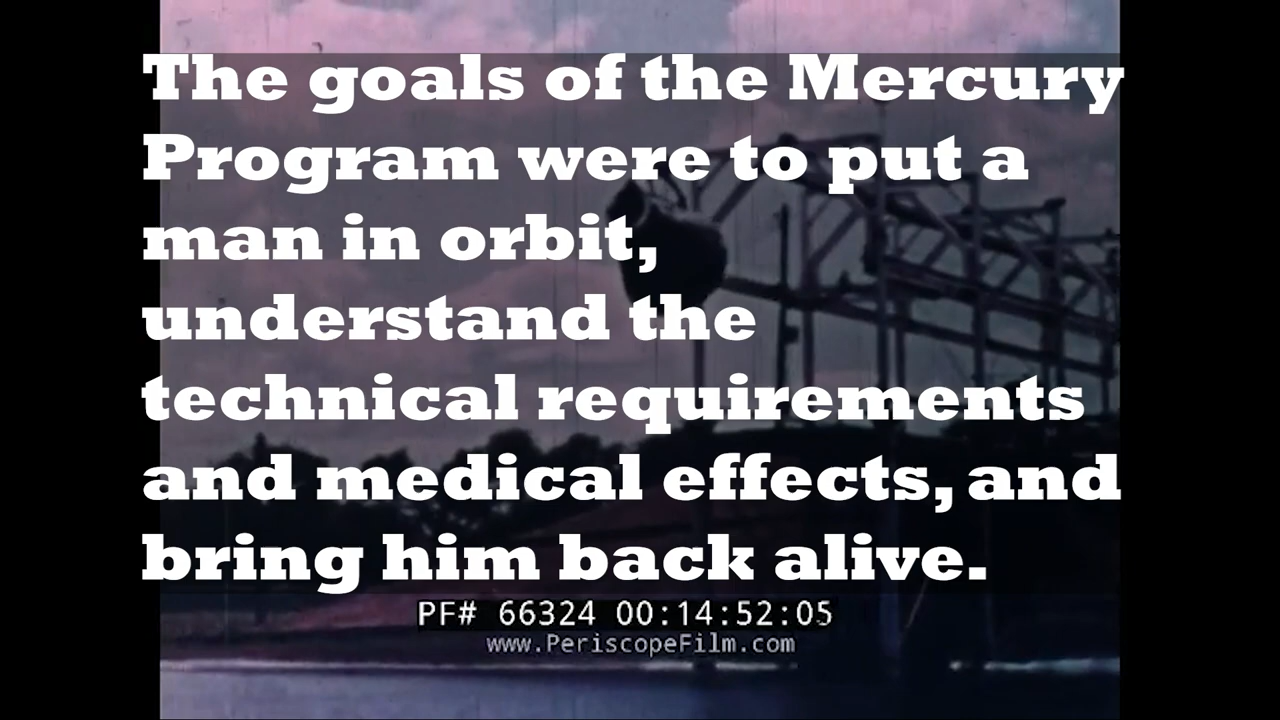 The goals of the Mercury
Program were to put a
man in orbit,
understand the
technical requirements
and medical effects, and
bring him back alive.
PF# 66324 00:14:52:05
www.PeriscopeFilm.com